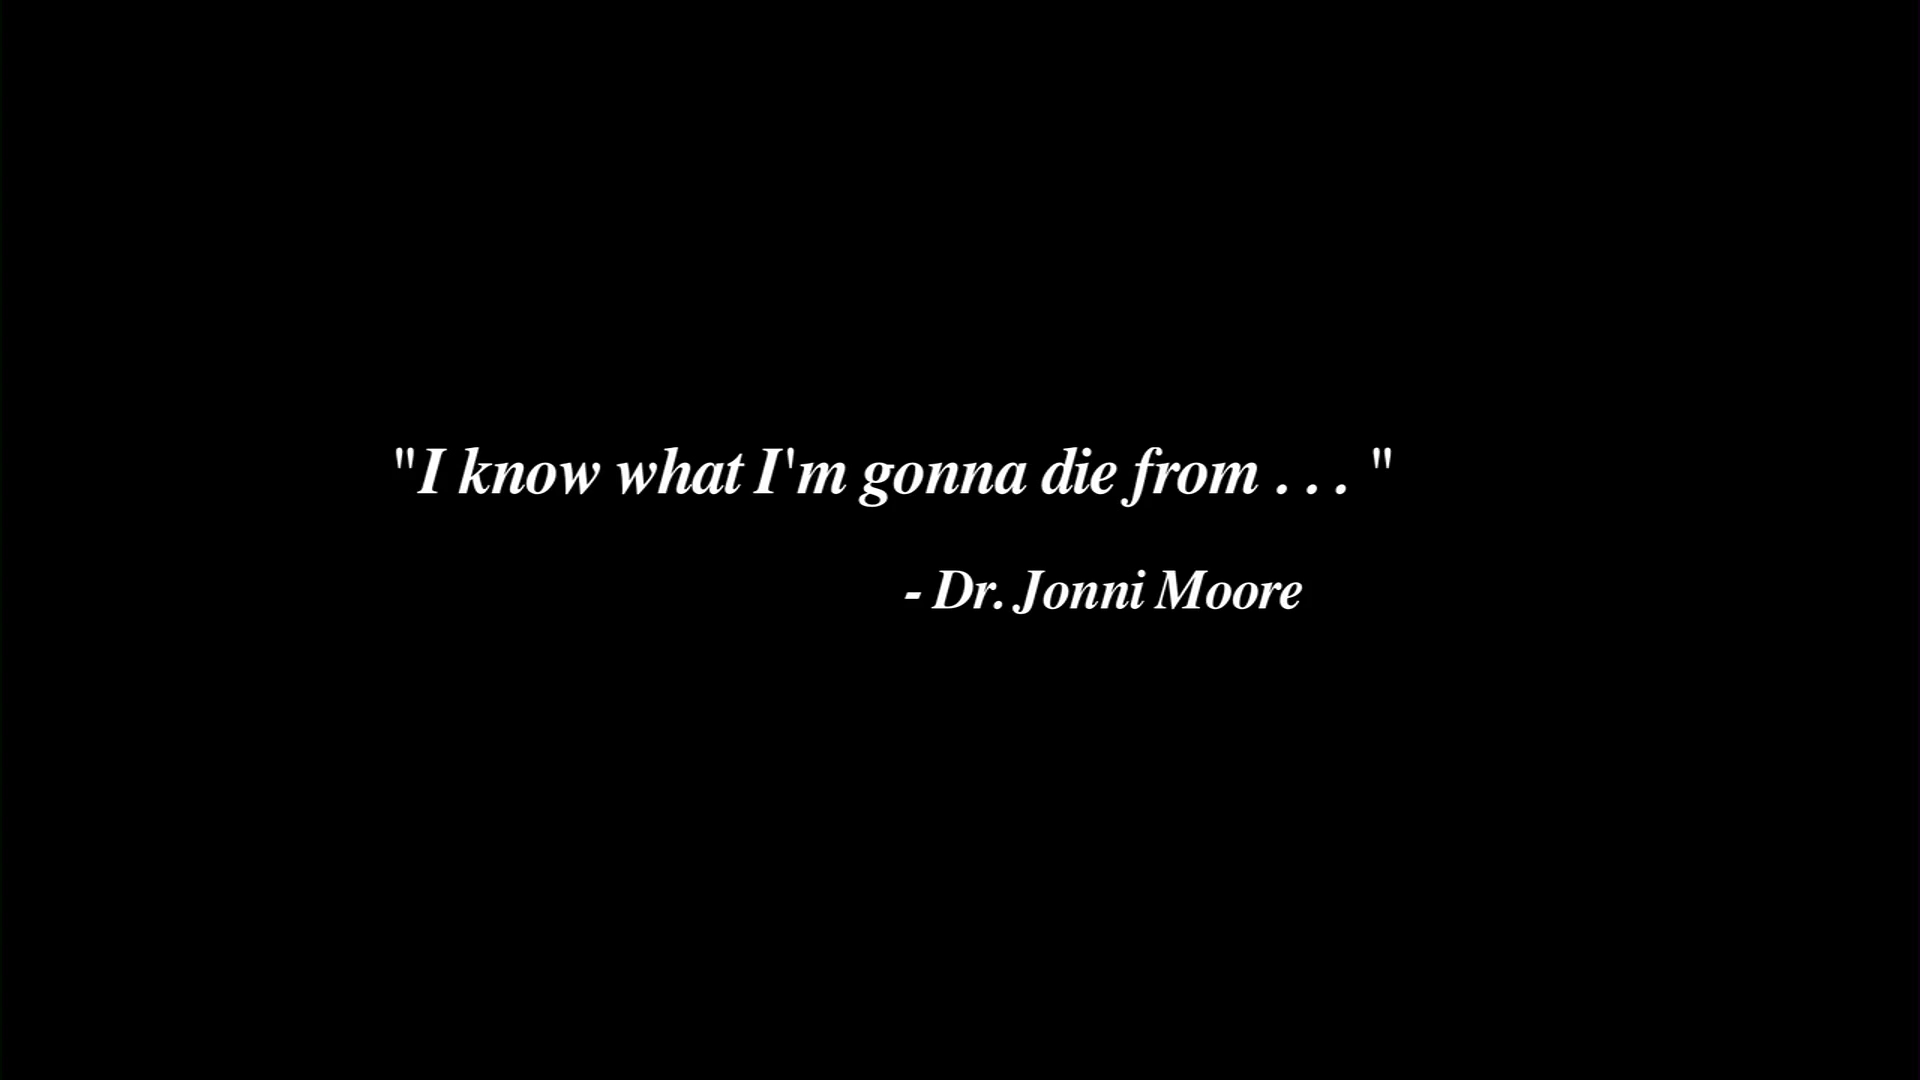 "I know what I'm gonna die from . . . "
- Dr. Jonni Moore